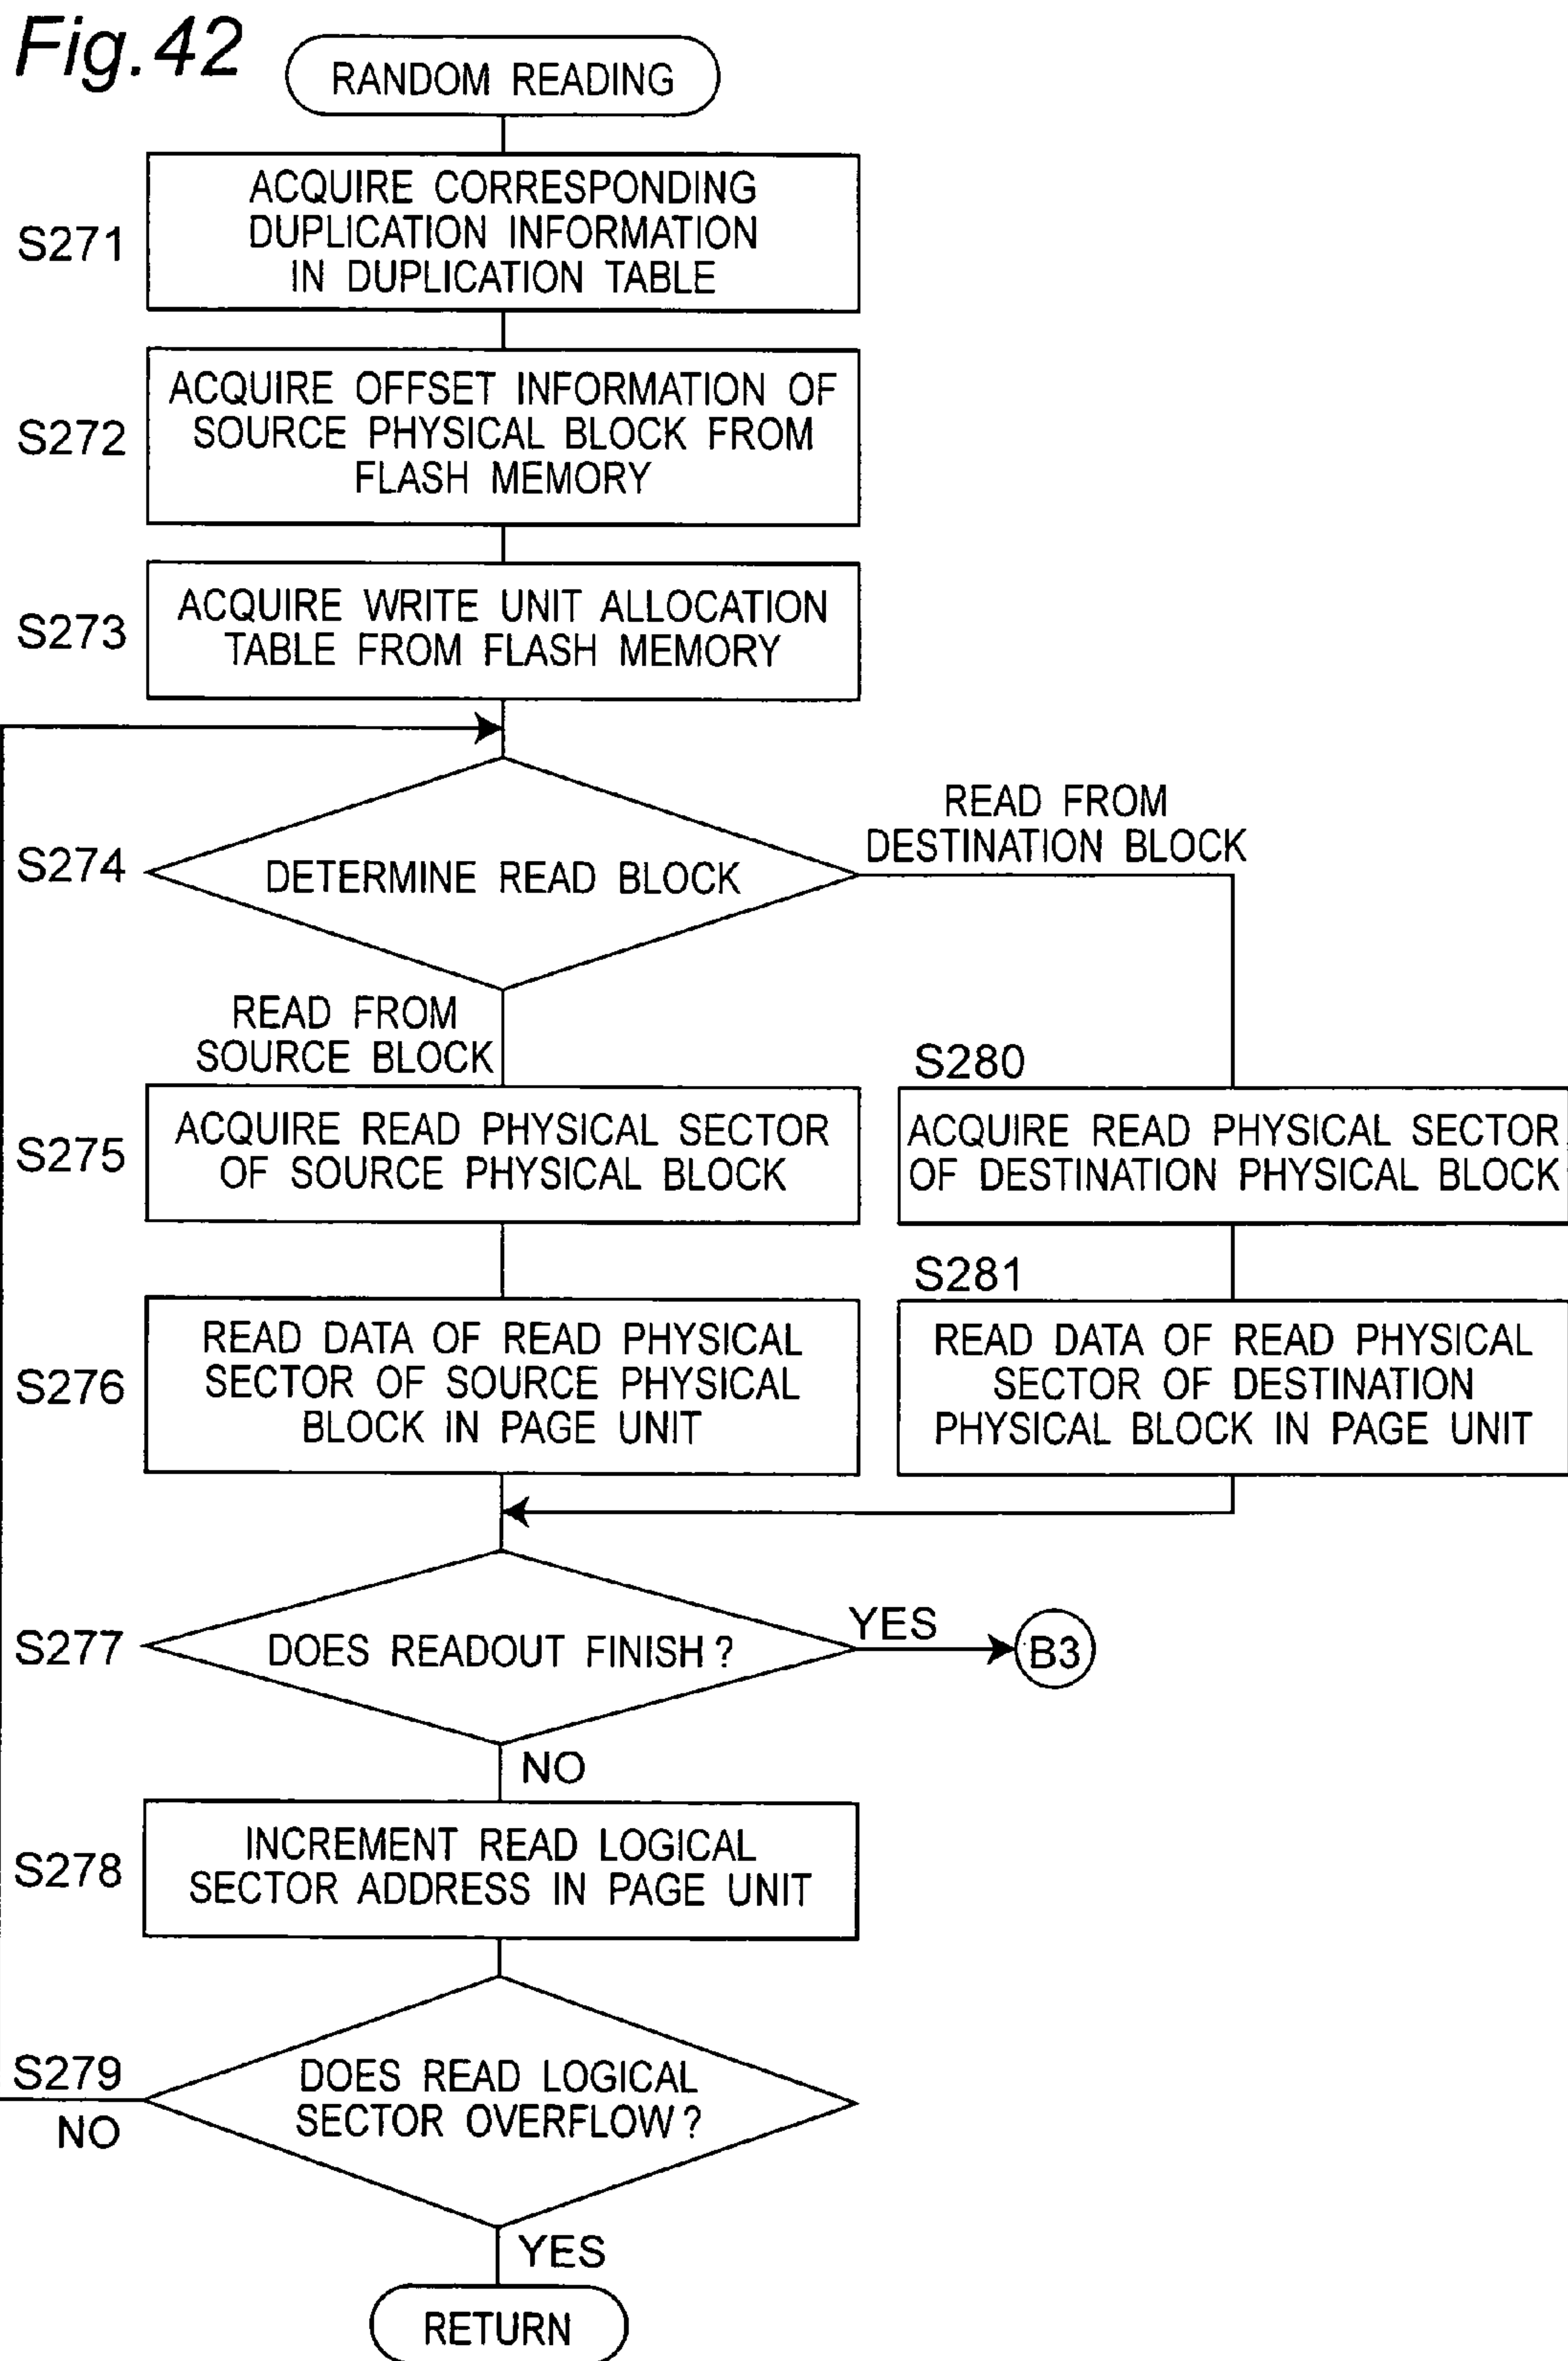 Fig.42
RANDOM READING
S271
ACQUIRE CORRESPONDING
DUPLICATION INFORMATION
IN DUPLICATION TABLE
S272
ACQUIRE OFFSET INFORMATION OF
SOURCE PHYSICAL BLOCK FROM
FLASH MEMORY
S273
ACQUIRE WRITE UNIT ALLOCATION
TABLE FROM FLASH MEMORY
S274
DETERMINE READ BLOCK
READ FROM
DESTINATION BLOCK
READ FROM
SOURCE BLOCK
S275
ACQUIRE READ PHYSICAL SECTOR
OF SOURCE PHYSICAL BLOCK
S280
ACQUIRE READ PHYSICAL SECTOR
OF DESTINATION PHYSICAL BLOCK
S276
READ DATA OF READ PHYSICAL
SECTOR OF SOURCE PHYSICAL
BLOCK IN PAGE UNIT
S281
READ DATA OF READ PHYSICAL
SECTOR OF DESTINATION
PHYSICAL BLOCK IN PAGE UNIT
S277
DOES READOUT FINISH?
YES
B3
NO
S278
INCREMENT READ LOGICAL
SECTOR ADDRESS IN PAGE UNIT
S279
NO
DOES READ LOGICAL
SECTOR OVERFLOW?
YES
RETURN